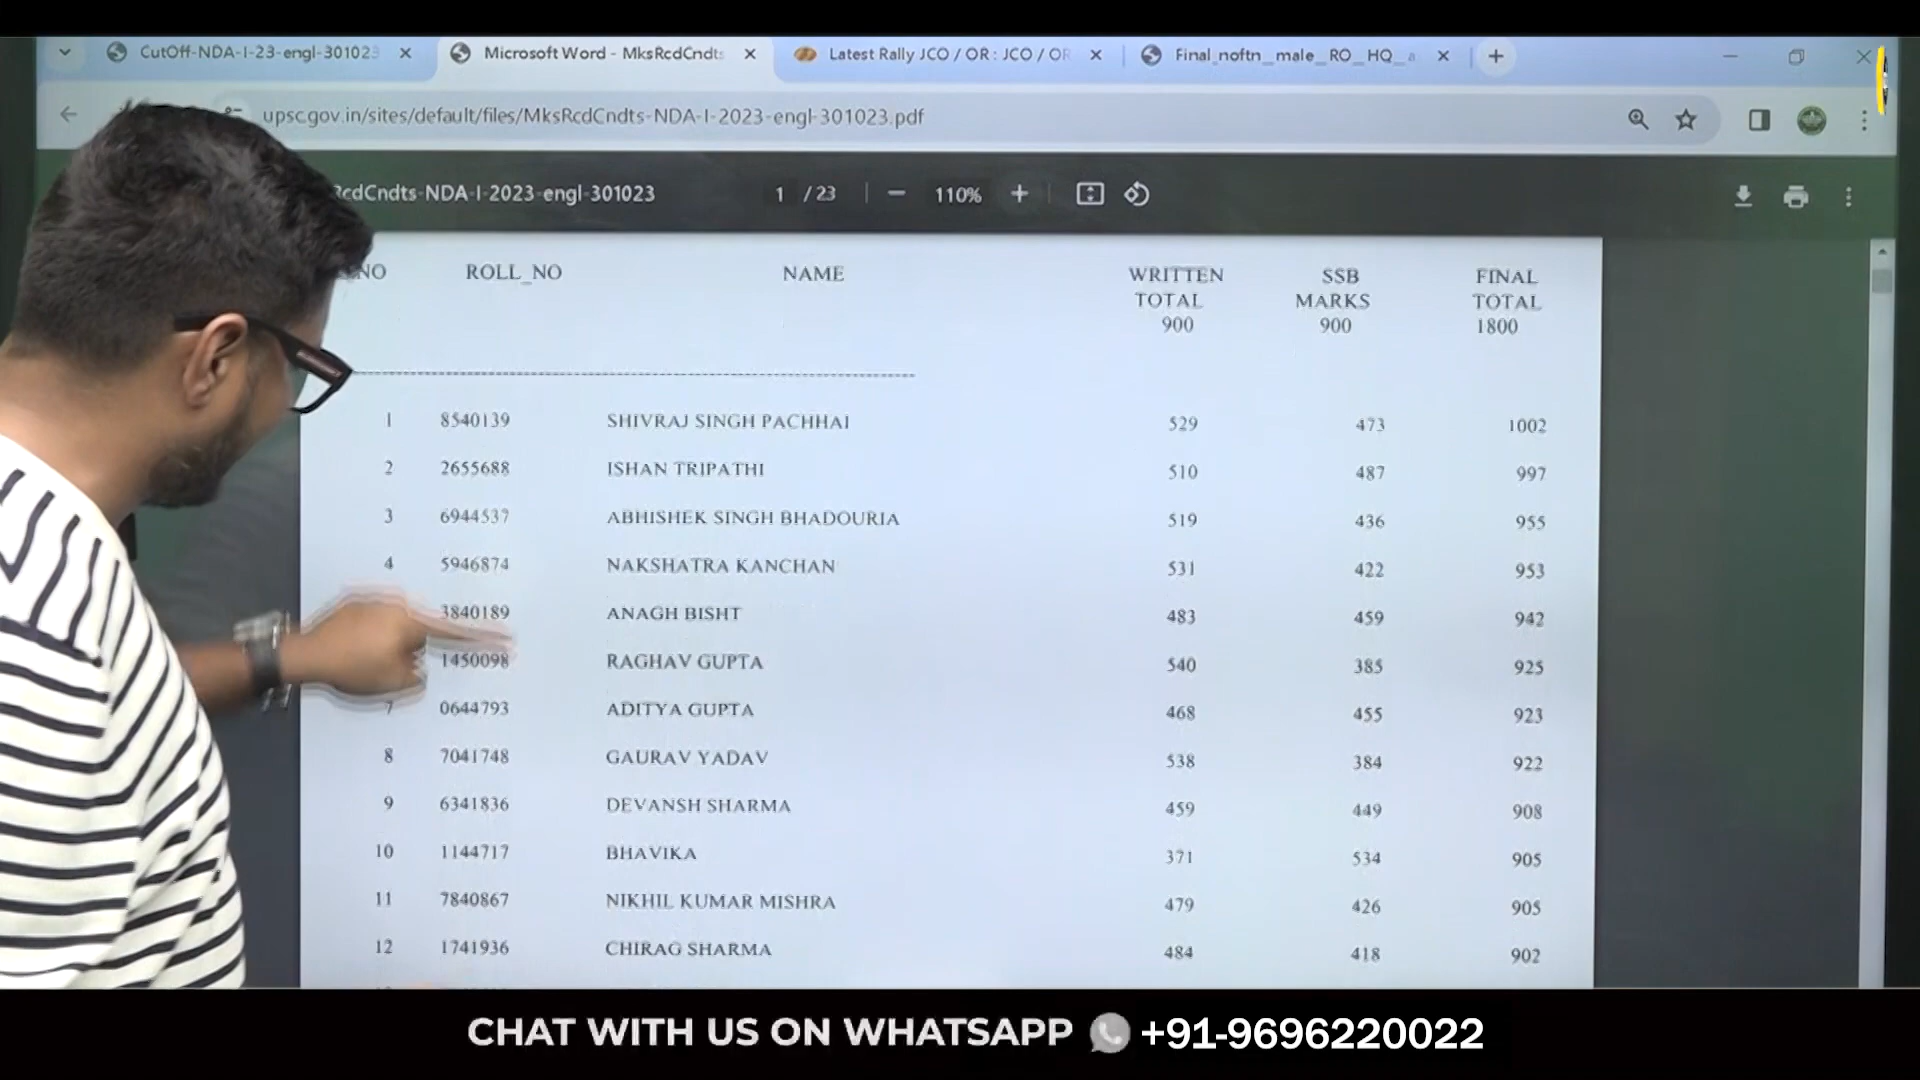 CutOff-NDA-I-23-engl-301023
Microsoft Word - MksRcdCndts
Latest Rally JCO / OR : JCO / OR
Final_noftn__male__RO__HQ__a
upsc.gov.in/sites/default/files/MksRcdCndts-NDA-I-2023-engl-301023.pdf
RcdCndts-NDA-I-2023-engl-301023 1 / 23 110%
NO ROLL_NO NAME WRITTEN TOTAL 900 SSB MARKS 900 FINAL TOTAL 1800
1 8540139 SHIVRAJ SINGH PACHHAI 529 473 1002
2 2655688 ISHAN TRIPATHI 510 487 997
3 6944537 ABHISHEK SINGH BHADOURIA 519 436 955
4 5946874 NAKSHATRA KANCHAN 531 422 953
3840189 ANAGH BISHT 483 459 942
1450098 RAGHAV GUPTA 540 385 925
7 0644793 ADITYA GUPTA 468 455 923
8 7041748 GAURAV YADAV 538 384 922
9 6341836 DEVANSH SHARMA 459 449 908
10 1144717 BHAVIKA 371 534 905
11 7840867 NIKHIL KUMAR MISHRA 479 426 905
12 1741936 CHIRAG SHARMA 484 418 902
CHAT WITH US ON WHATSAPP +91-9696220022